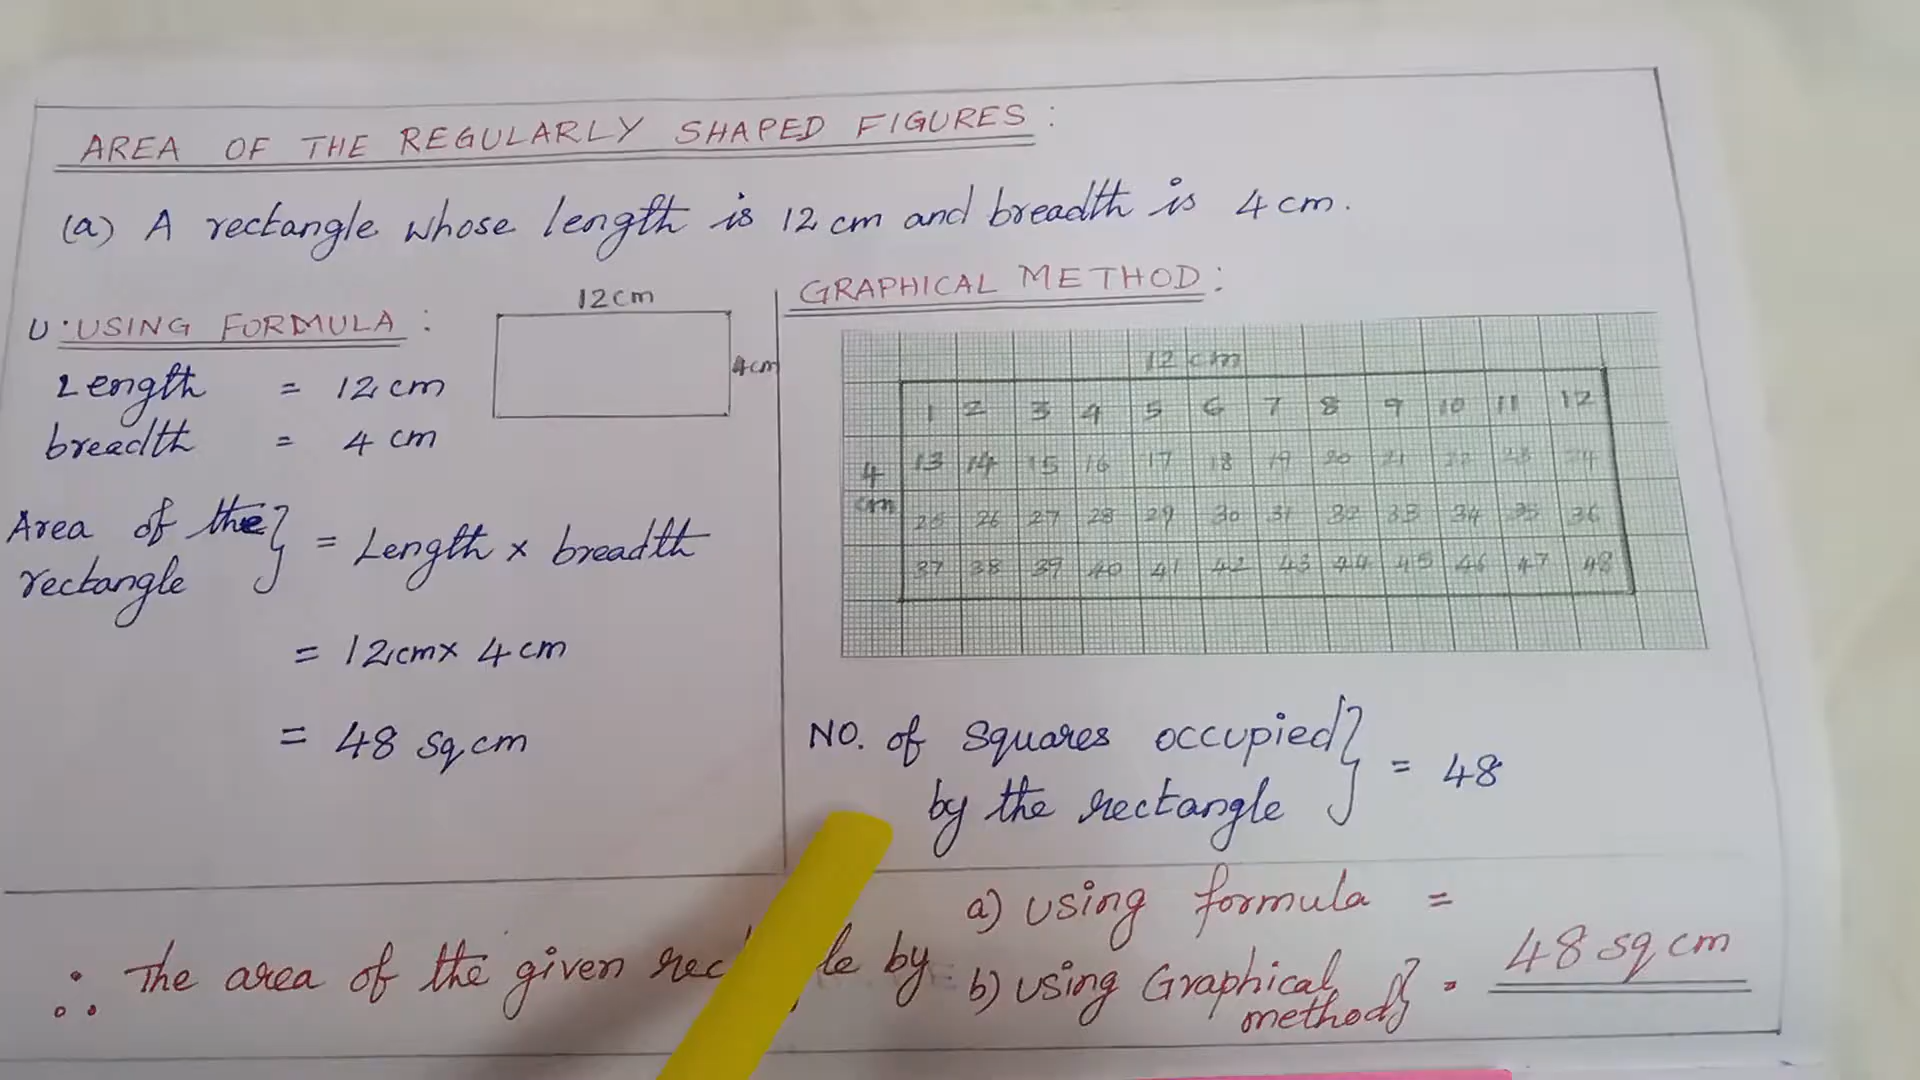 AREA OF THE REGULARLY SHAPED FIGURES :
(a) A rectangle whose length is 12 cm and breadth is 4 cm.
USING FORMULA :
12cm
4cm
Length = 12 cm
breadth = 4 cm
Area of the } = Length × breadth
rectangle
= 12cm × 4 cm
= 48 sq cm
GRAPHICAL METHOD :
12 cm
4 cm
1 2 3 4 5 6 7 8 9 10 11 12
13 14 15 16 17 18 19 20 21 22 23 24
25 26 27 28 29 30 31 32 33 34 35 36
37 38 39 40 41 42 43 44 45 46 47 48
NO. of squares occupied } = 48
by the rectangle
∴ The area of the given rec le by
a) using formula =
b) using Graphical } =
method
48 sq cm